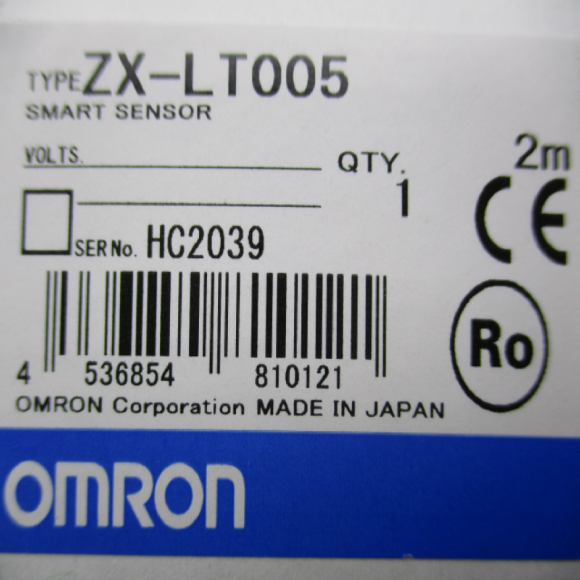 TYPE ZX-LT005
SMART SENSOR
VOLTS.
QTY. 1
2m
CE
SER No. HC2039
Ro
4 536854 810121
OMRON Corporation MADE IN JAPAN
OMRON